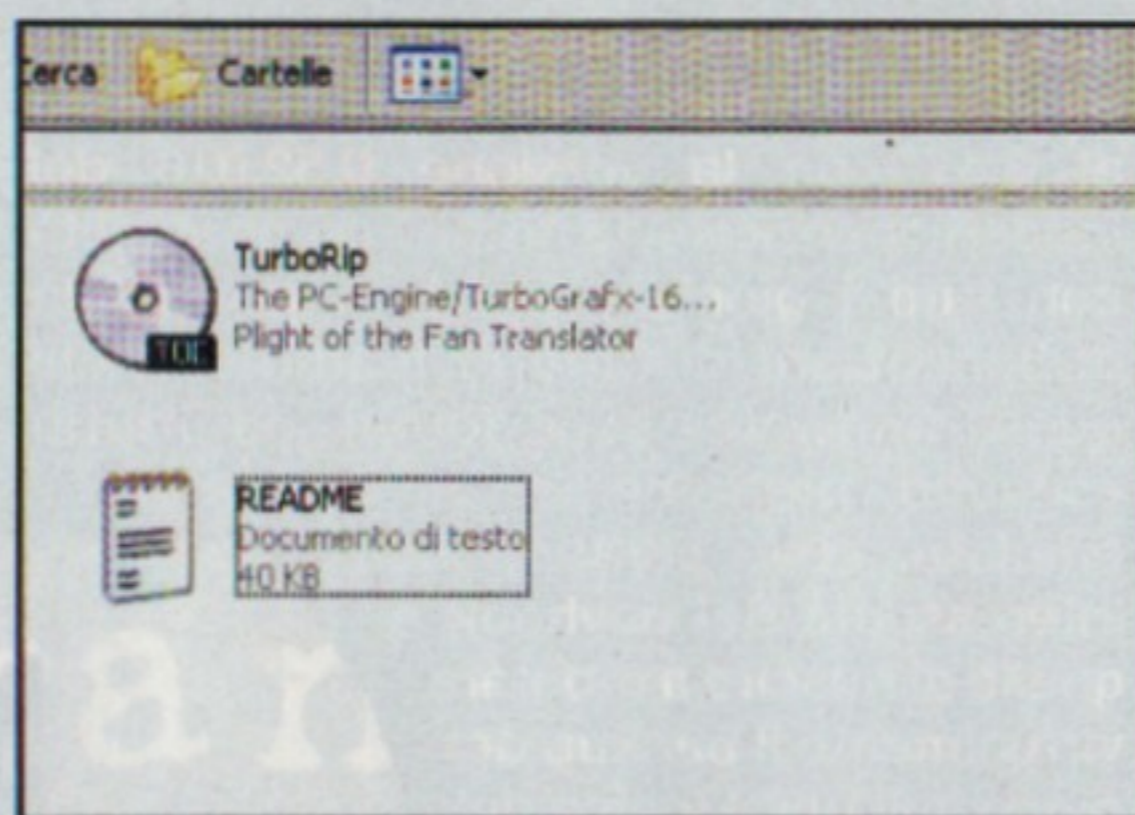 Cerca Cartelle
TurboRip
The PC-Engine/TurboGrafx-16...
Plight of the Fan Translator
TOC
README
Documento di testo
40 KB